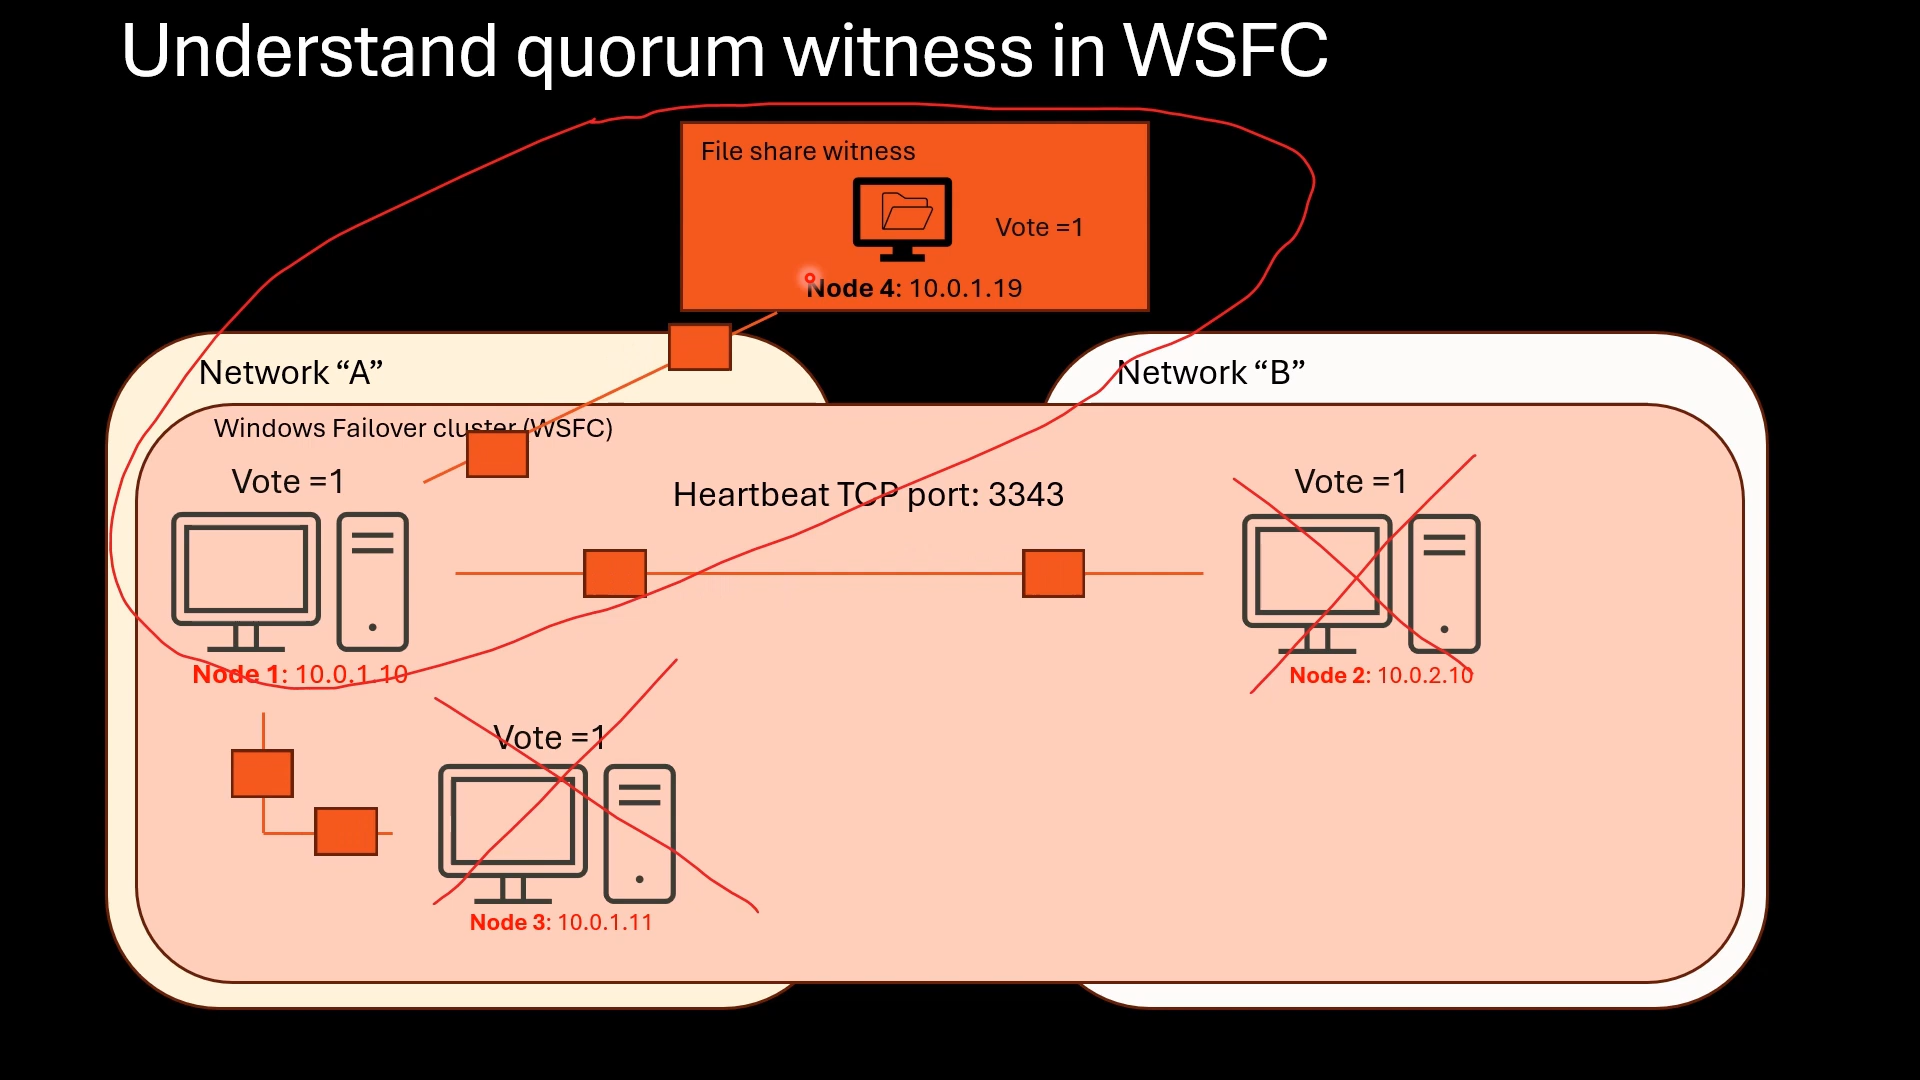 Understand quorum witness in WSFC
File share witness
Vote =1
Node 4: 10.0.1.19
Network “A”
Network “B”
Windows Failover cluster (WSFC)
Vote =1
Heartbeat TCP port: 3343
Vote =1
Node 1: 10.0.1.10
Node 2: 10.0.2.10
Vote =1
Node 3: 10.0.1.11